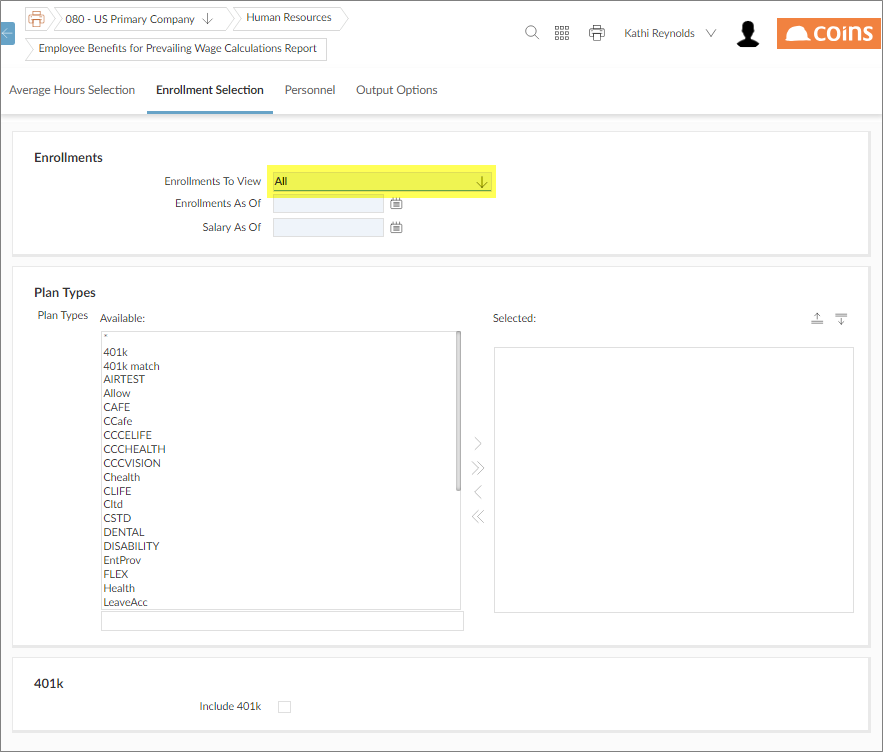 080 - US Primary Company
Human Resources
Employee Benefits for Prevailing Wage Calculations Report
Kathi Reynolds
coins
Average Hours Selection
Enrollment Selection
Personnel
Output Options
Enrollments
Enrollments To View All
Enrollments As Of
Salary As Of
Plan Types
Plan Types
Available:
Selected:
*
401k
401k match
AIRTEST
Allow
CAFE
CCafe
CCCELIFE
CCCHEALTH
CCCVISION
Chealth
CLIFE
Cltd
CSTD
DENTAL
DISABILITY
EntProv
FLEX
Health
LeaveAcc
401k
Include 401k